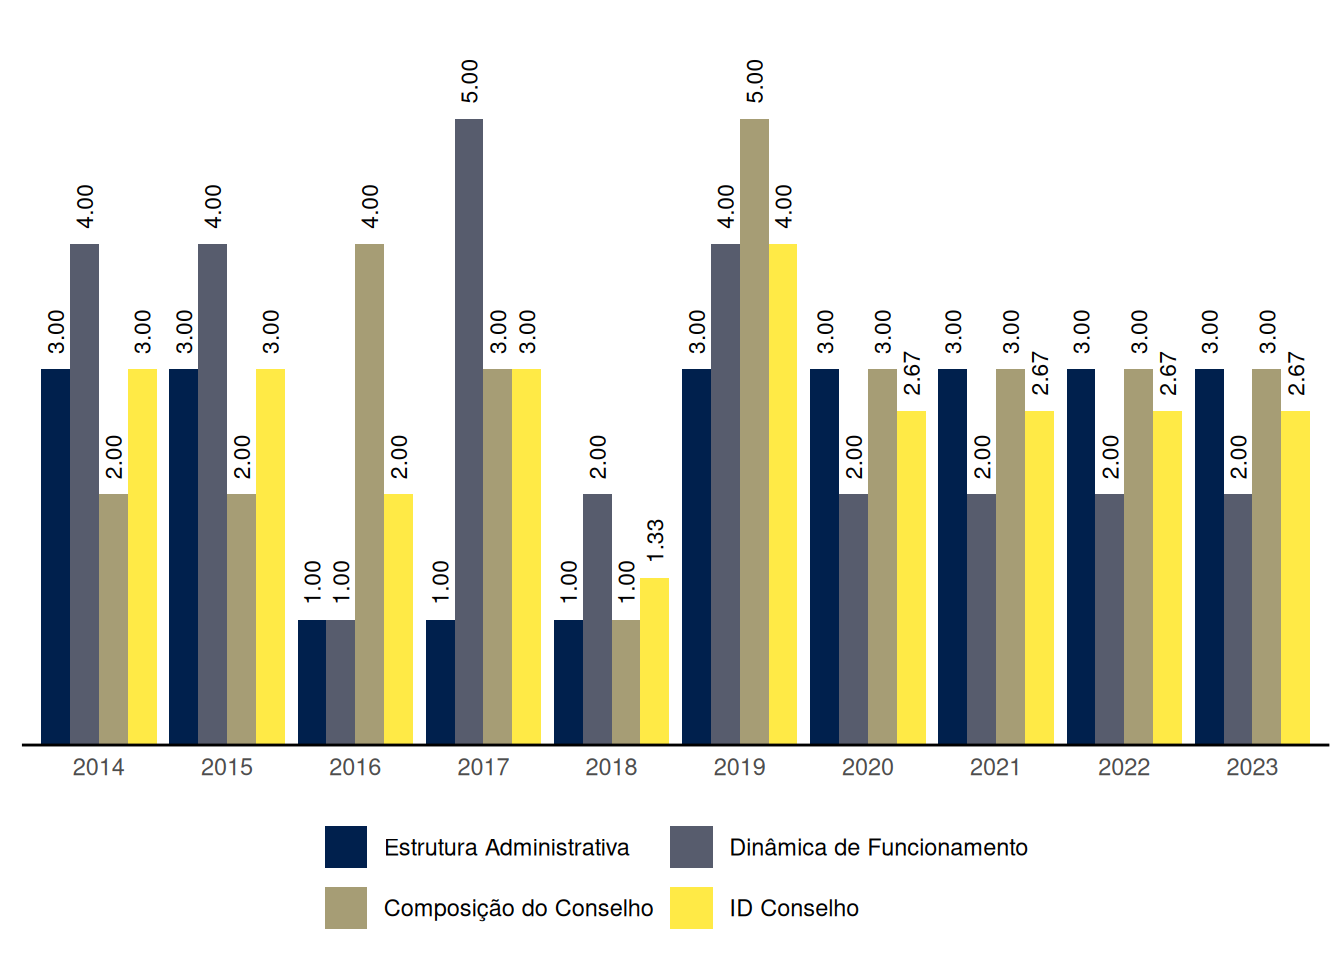 3.00 4.00 2.00 3.00 3.00 4.00 2.00 3.00 1.00 1.00 4.00 2.00 1.00 5.00 3.00 3.00 1.00 2.00 1.00 1.33 3.00 4.00 5.00 4.00 3.00 2.00 3.00 2.67 3.00 2.00 3.00 2.67 3.00 2.00 3.00 2.67 3.00 2.00 3.00 2.67
2014 2015 2016 2017 2018 2019 2020 2021 2022 2023
Estrutura Administrativa Dinâmica de Funcionamento
Composição do Conselho ID Conselho